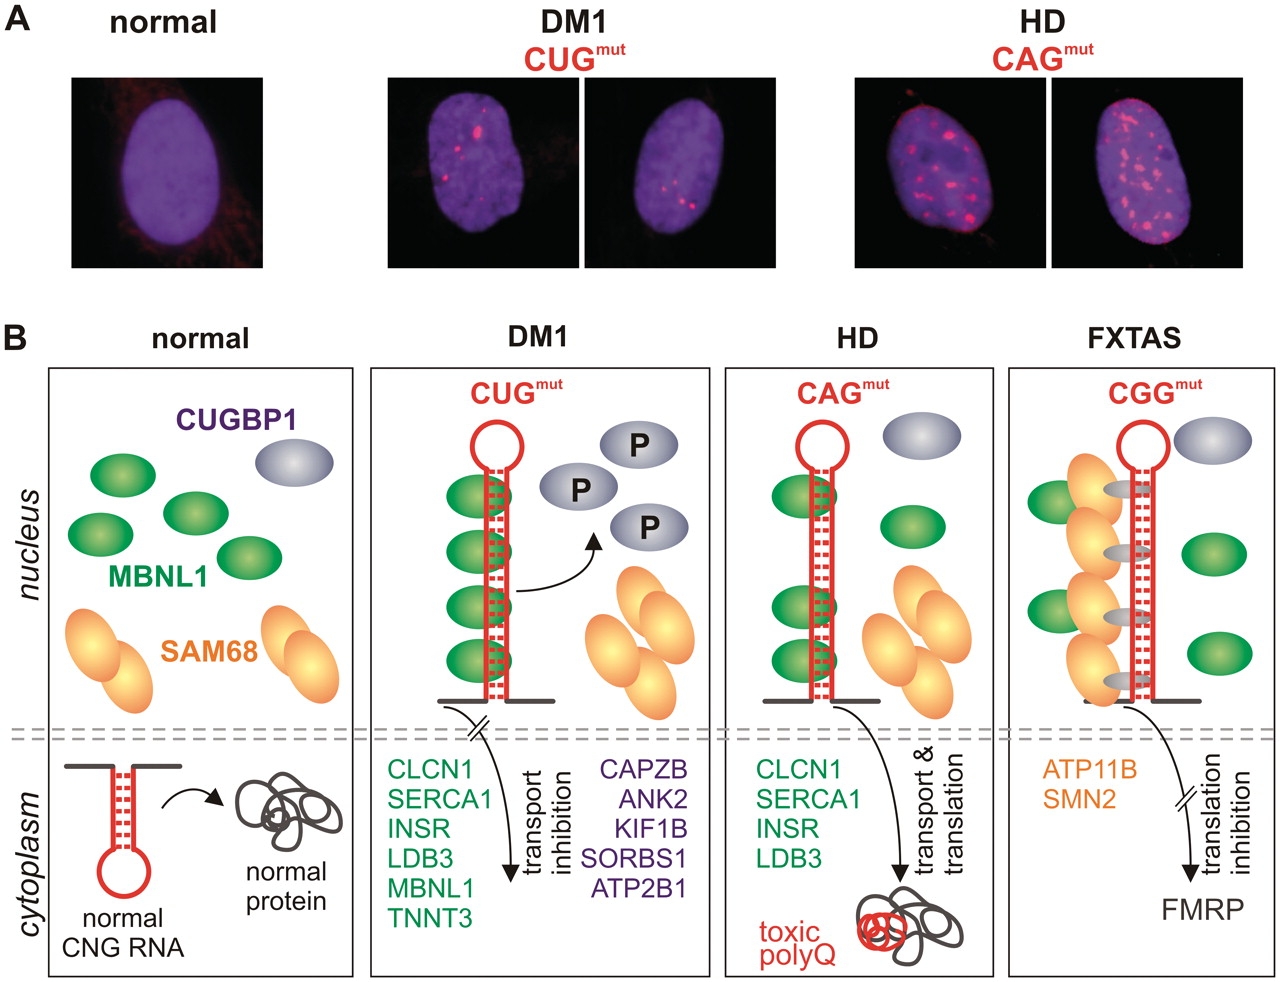 A
normal
DM1
CUGmut
HD
CAGmut
B
normal
DM1
HD
FXTAS
nucleus
cytoplasm
CUGBP1
MBNL1
SAM68
normal
CNG RNA
normal
protein
CUGmut
P
P
P
CLCN1
SERCA1
INSR
LDB3
MBNL1
TNNT3
transport
inhibition
CAPZB
ANK2
KIF1B
SORBS1
ATP2B1
CAGmut
CLCN1
SERCA1
INSR
LDB3
transport &
translation
toxic
polyQ
CGGmut
ATP11B
SMN2
translation
inhibition
FMRP